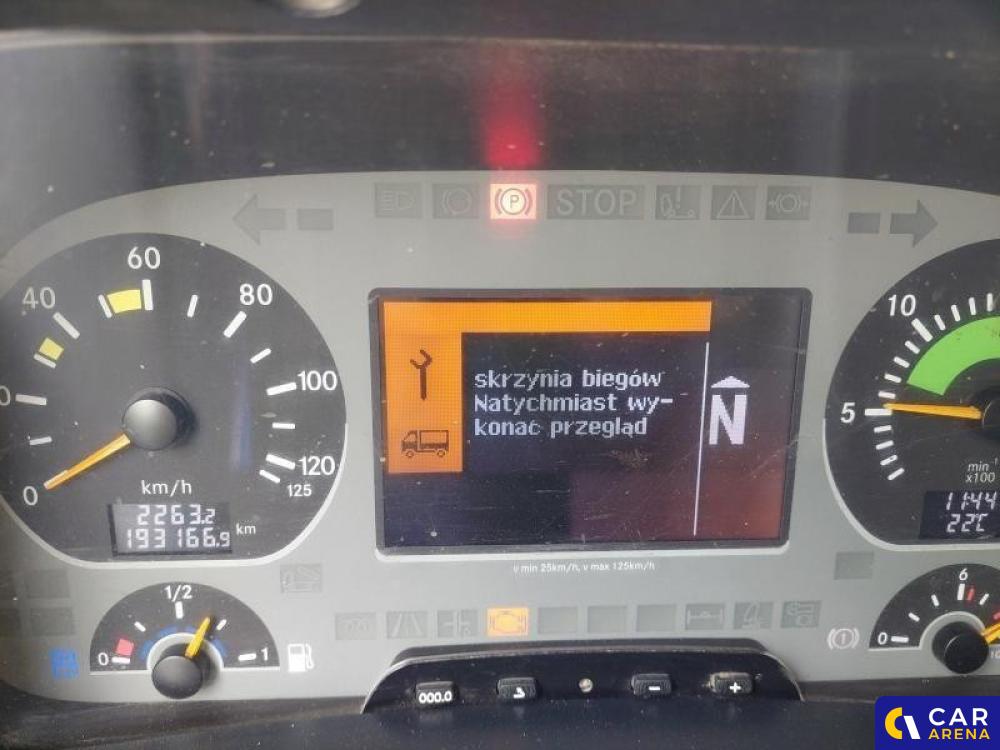 P
STOP
40
60
80
100
120
125
0
km/h
2263.2
193166.9 km
skrzynia biegów
Natychmiast wy-
konać przegląd
N
10
5
min⁻¹
x100
11:44
22°C
v min 25km/h, v max 125km/h
0
1/2
1
6
0
000.0
-
+
CAR
ARENA